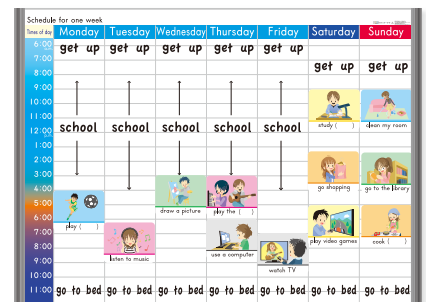 Schedule for one week
Times of day Monday Tuesday Wednesday Thursday Friday Saturday Sunday
6:00 get up get up get up get up get up
7:00
get up get up
8:00
9:00
10:00
11:00
study ( ) clean my room
12:00 school school school school school
1:00
2:00
3:00
4:00
go shopping go to the library
5:00
draw a picture play the ( )
6:00
play ( )
7:00
play video games cook ( )
8:00
use a computer
listen to music
9:00
watch TV
10:00
11:00 go to bed go to bed go to bed go to bed go to bed go to bed go to bed